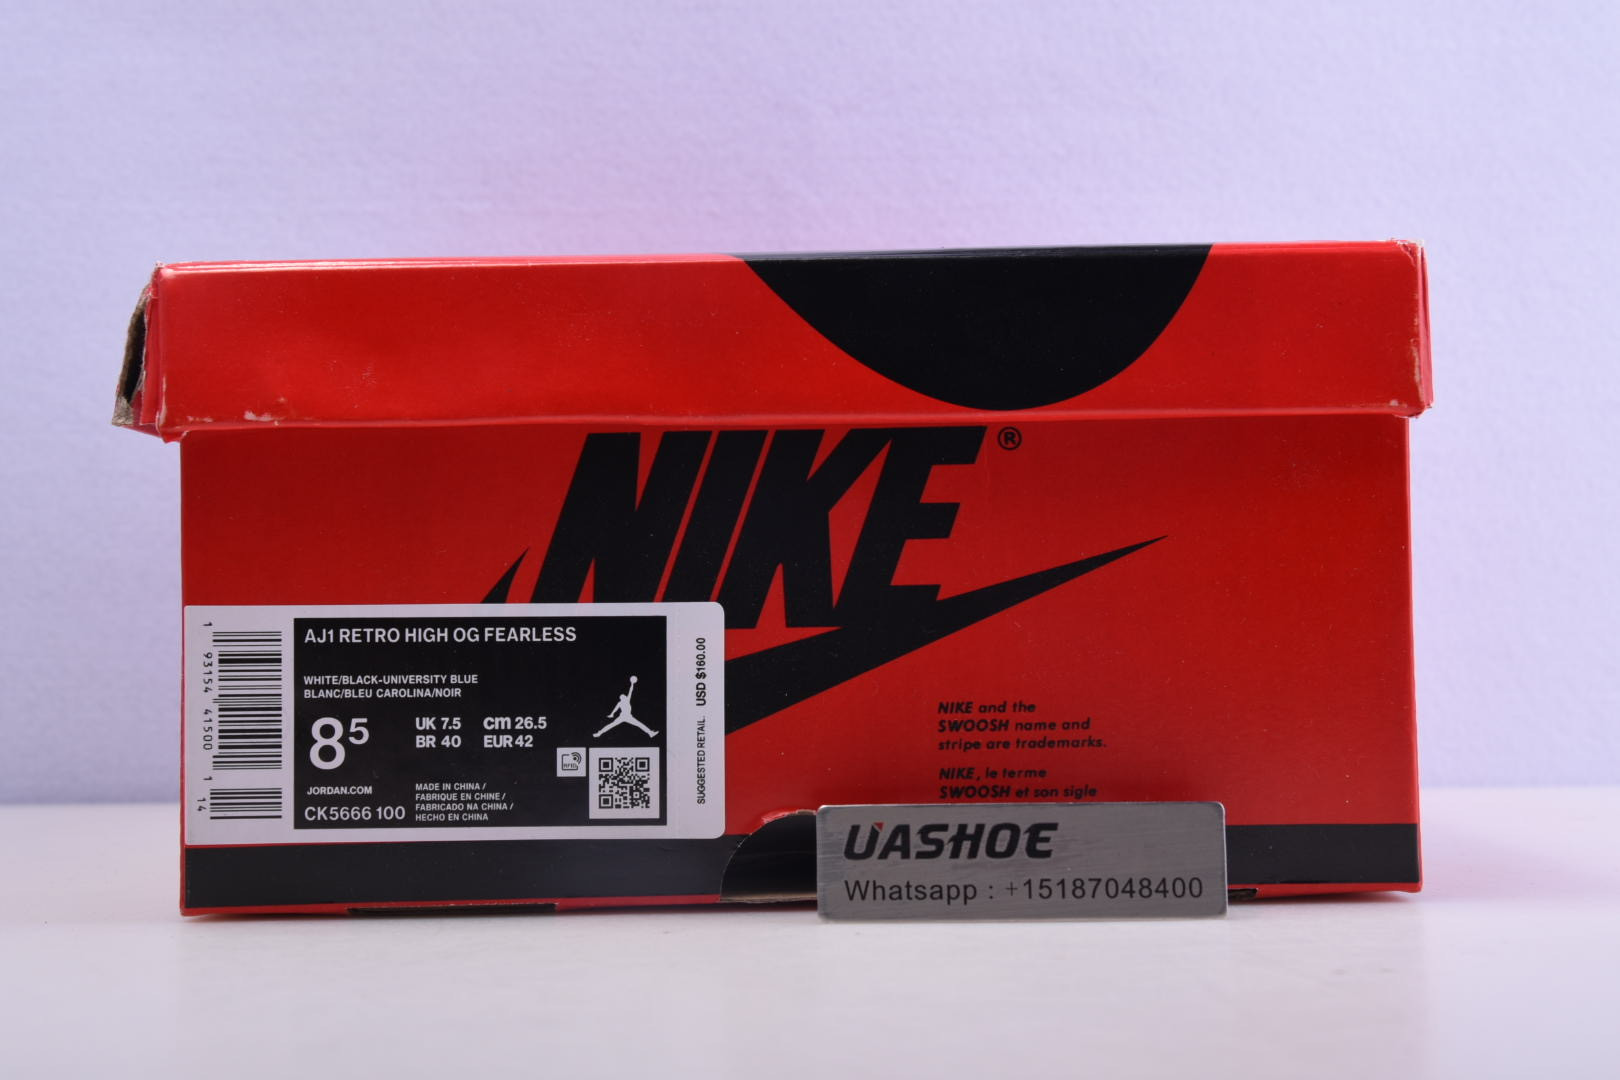 NIKE®
AJ1 RETRO HIGH OG FEARLESS
WHITE/BLACK-UNIVERSITY BLUE
BLANC/BLEU CAROLINA/NOIR
8⁵
UK 7.5 cm 26.5
BR 40 EUR 42
RFID
JORDAN.COM
CK5666 100
MADE IN CHINA /
FABRIQUE EN CHINE /
FABRICADO NA CHINA /
HECHO EN CHINA
1 93154 41500 1 14
SUGGESTED RETAIL. USD $160.00
NIKE and the
SWOOSH name and
stripe are trademarks.
NIKE, le terme
SWOOSH et son sigle
UASHOE
Whatsapp : +15187048400